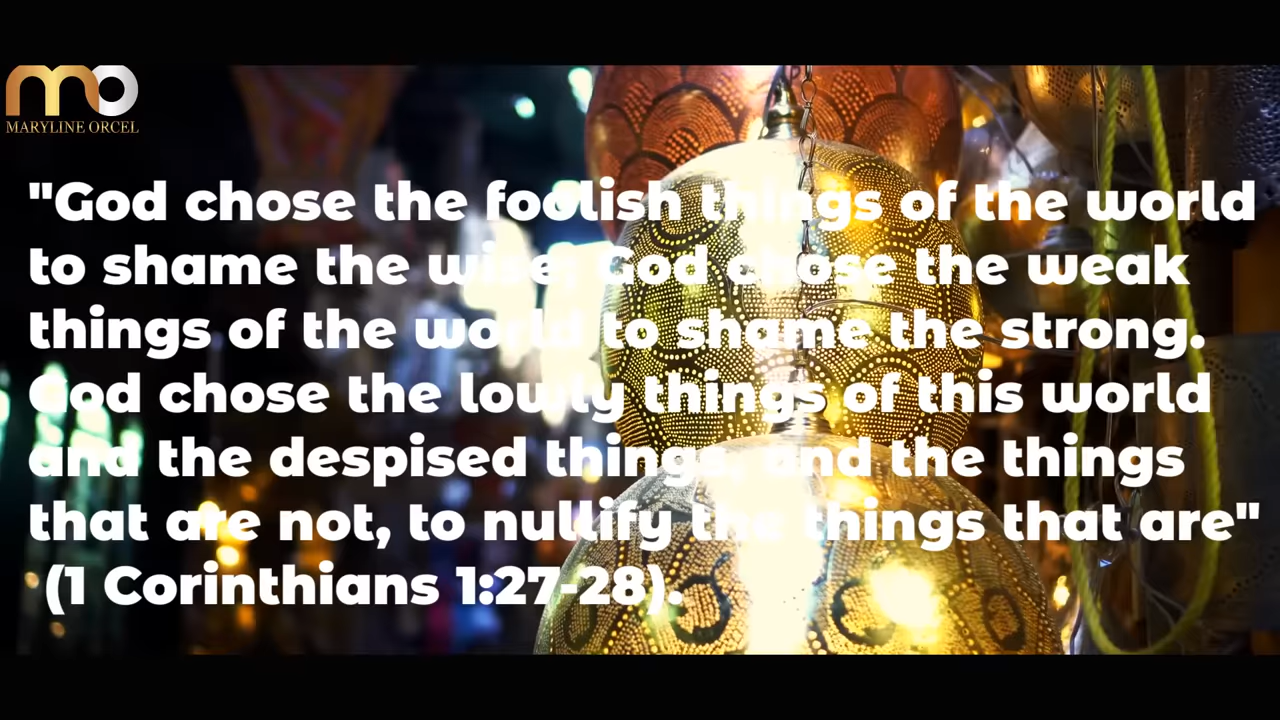 mo
MARYLINE ORCEL
"God chose the foolish things of the world
to shame the wise; God chose the weak
things of the world to shame the strong.
God chose the lowly things of this world
and the despised things, and the things
that are not, to nullify the things that are"
(1 Corinthians 1:27-28).